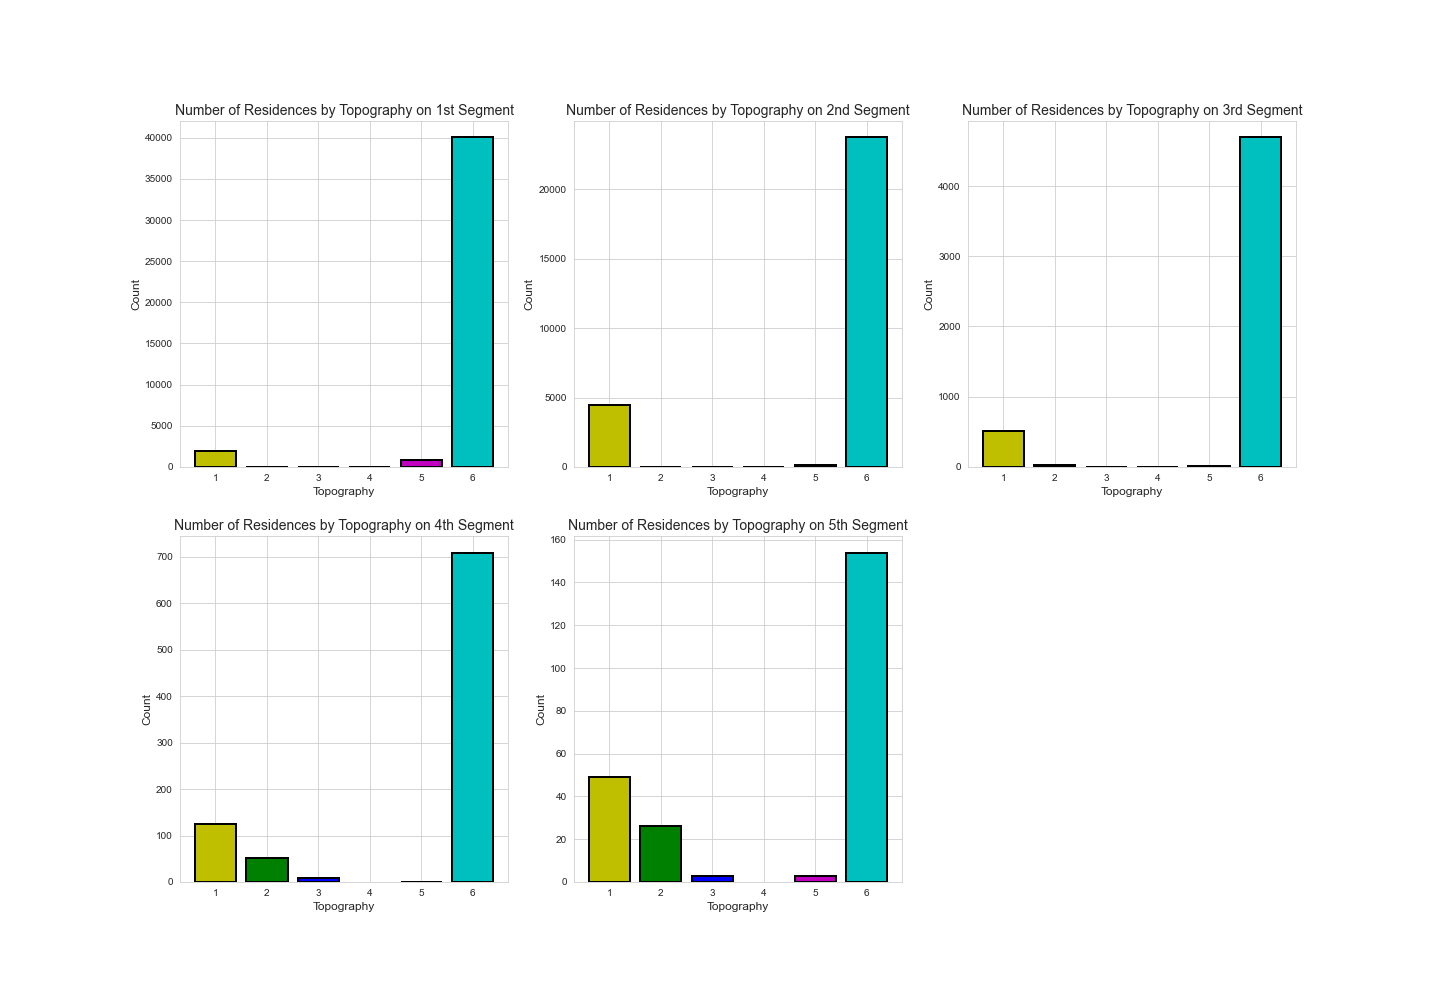 Number of Residences by Topography on 1st Segment
40000
35000
30000
25000
20000
15000
10000
5000
0
Count
1 2 3 4 5 6
Topography
Number of Residences by Topography on 2nd Segment
20000
15000
10000
5000
0
Count
1 2 3 4 5 6
Topography
Number of Residences by Topography on 3rd Segment
4000
3000
2000
1000
0
Count
1 2 3 4 5 6
Topography
Number of Residences by Topography on 4th Segment
700
600
500
400
300
200
100
0
Count
1 2 3 4 5 6
Topography
Number of Residences by Topography on 5th Segment
160
140
120
100
80
60
40
20
0
Count
1 2 3 4 5 6
Topography